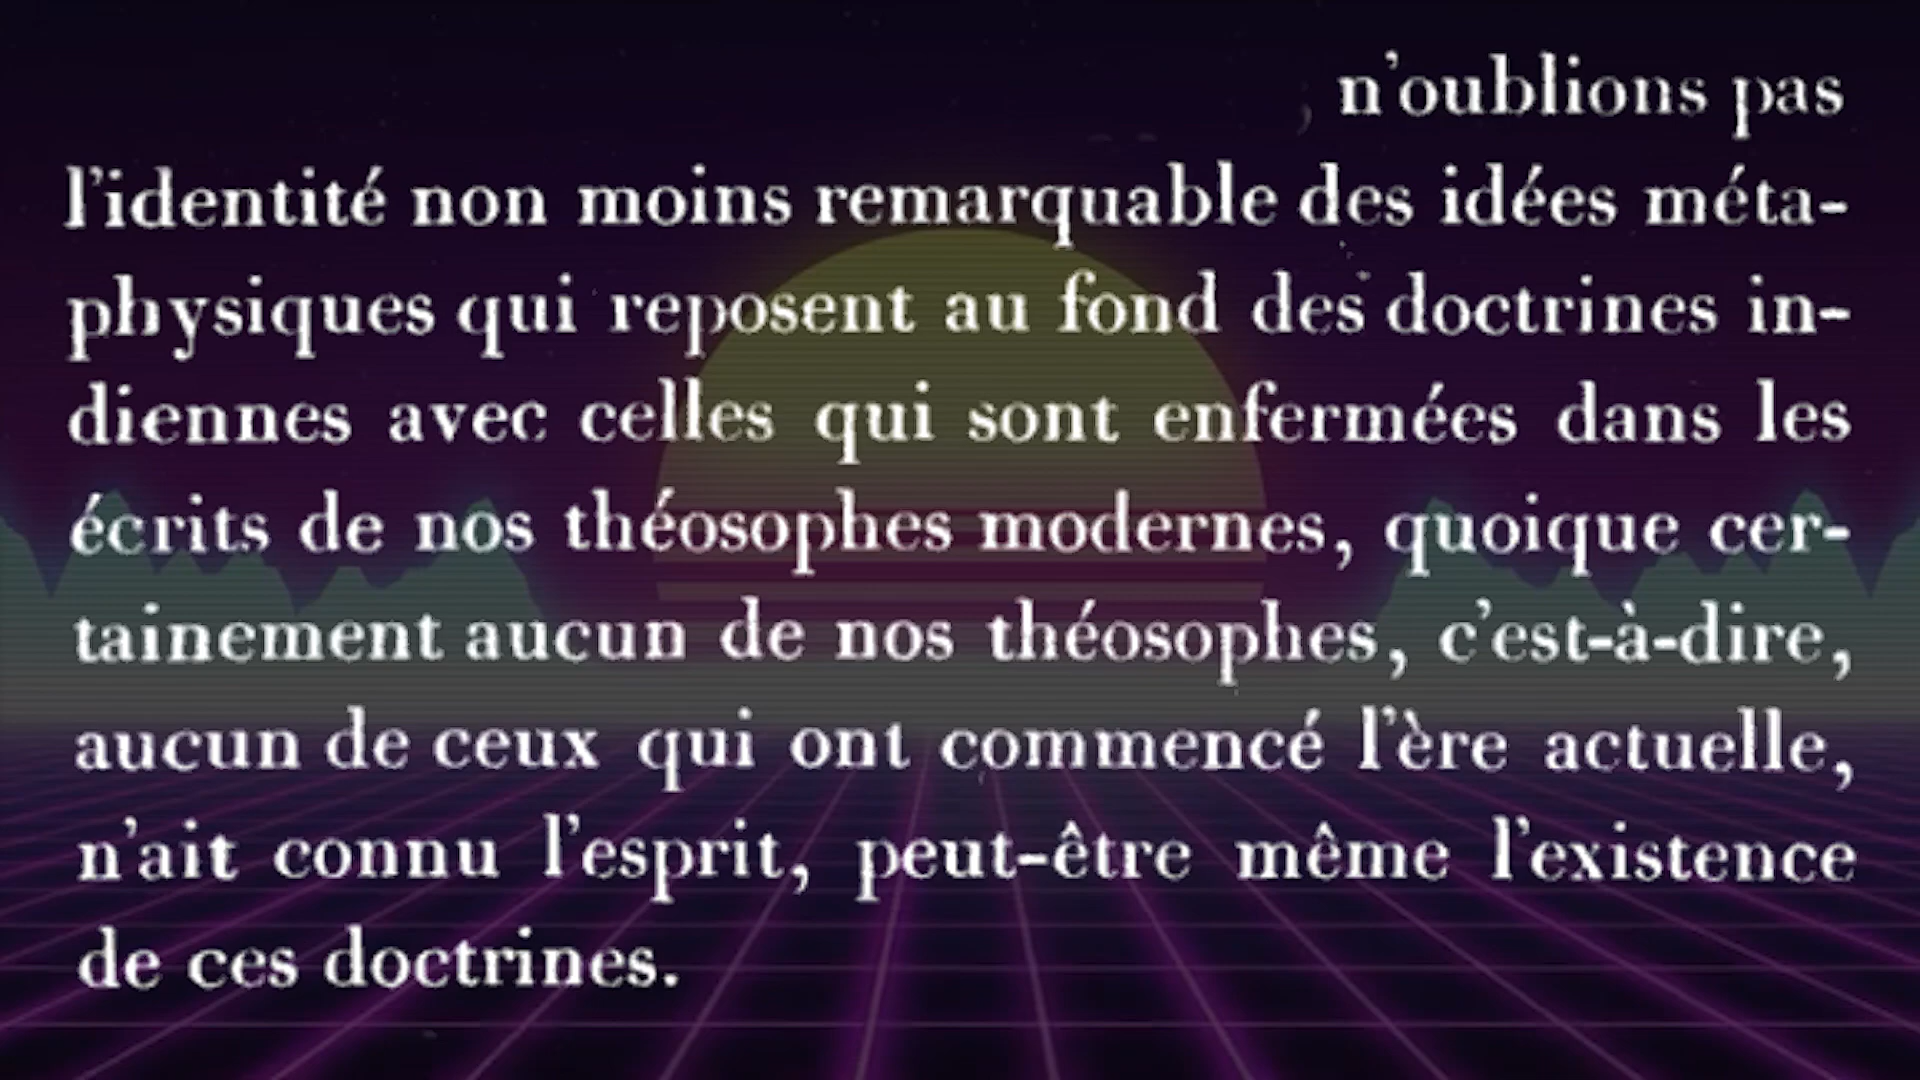 n'oublions pas
l'identité non moins remarquable des idées méta-
physiques qui reposent au fond des doctrines in-
diennes avec celles qui sont enfermées dans les
écrits de nos théosophes modernes, quoique cer-
tainement aucun de nos théosophes, c'est-à-dire,
aucun de ceux qui ont commencé l'ère actuelle,
n'ait connu l'esprit, peut-être même l'existence
de ces doctrines.